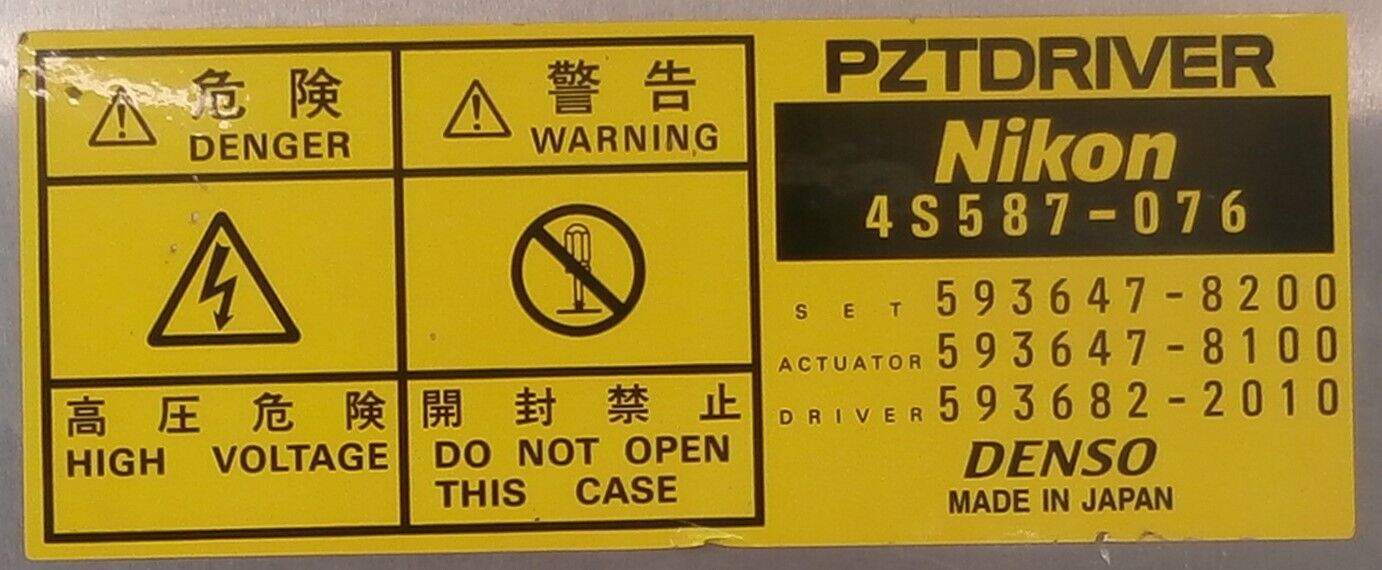 危険
DENGER
警告
WARNING
高圧危険
HIGH VOLTAGE
開封禁止
DO NOT OPEN
THIS CASE
PZTDRIVER
Nikon
4S587-076
SET 593647-8200
ACTUATOR 593647-8100
DRIVER 593682-2010
DENSO
MADE IN JAPAN